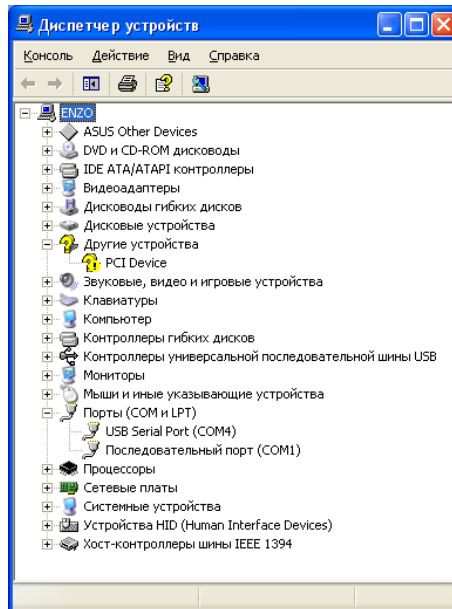 Диспетчер устройств
Консоль Действие Вид Справка
ENZO
ASUS Other Devices
DVD и CD-ROM дисководы
IDE ATA/ATAPI контроллеры
Видеоадаптеры
Дисководы гибких дисков
Дисковые устройства
Другие устройства
PCI Device
Звуковые, видео и игровые устройства
Клавиатуры
Компьютер
Контроллеры гибких дисков
Контроллеры универсальной последовательной шины USB
Мониторы
Мыши и иные указывающие устройства
Порты (COM и LPT)
USB Serial Port (COM4)
Последовательный порт (COM1)
Процессоры
Сетевые платы
Системные устройства
Устройства HID (Human Interface Devices)
Хост-контроллеры шины IEEE 1394